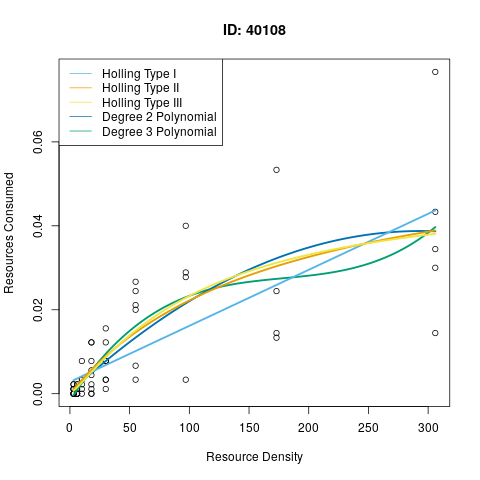 ID: 40108
Holling Type I
Holling Type II
Holling Type III
Degree 2 Polynomial
Degree 3 Polynomial
Resources Consumed
0.00
0.02
0.04
0.06
0
50
100
150
200
250
300
Resource Density